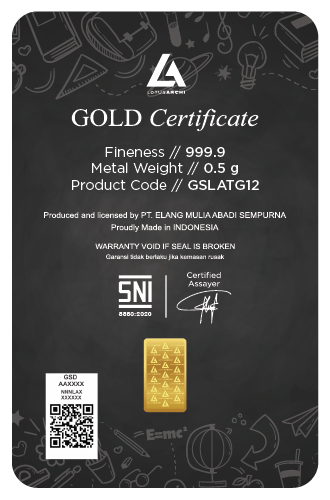 LOTUSARCHI
GOLD Certificate
Fineness // 999.9
Metal Weight // 0.5 g
Product Code // GSLATG12
Produced and licensed by PT. ELANG MULIA ABADI SEMPURNA
Proudly Made in INDONESIA
WARRANTY VOID IF SEAL IS BROKEN
Garansi tidak berlaku jika kemasan rusak
SNI
8880:2020
Certified
Assayer
GSD
AAXXXX
NNNLAX
XXXXXX
E=mc²